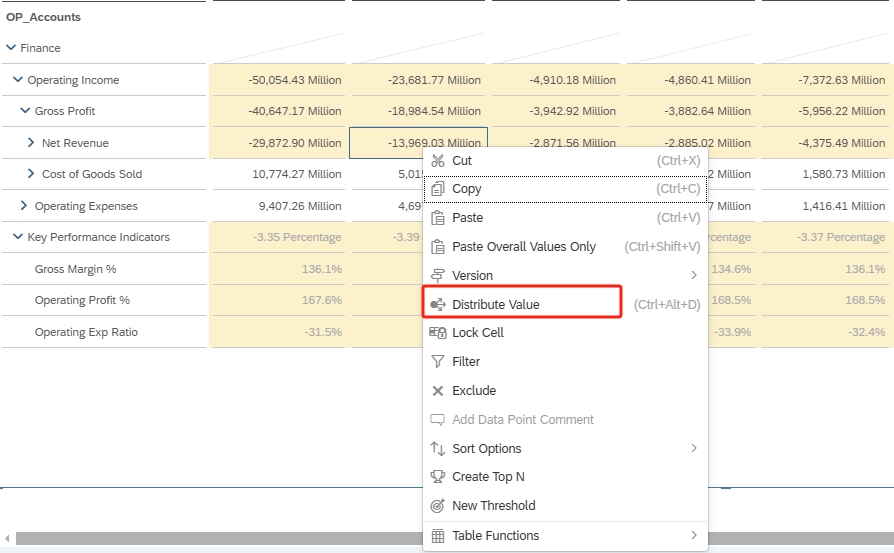 OP_Accounts
Finance
Operating Income -50,054.43 Million -23,681.77 Million -4,910.18 Million -4,860.41 Million -7,372.63 Million
Gross Profit -40,647.17 Million -18,984.54 Million -3,942.92 Million -3,882.64 Million -5,956.22 Million
Net Revenue -29,872.90 Million -13,969.03 Million -2,871.56 Million -2,885.02 Million -4,375.49 Million
Cut (Ctrl+X)
Cost of Goods Sold 10,774.27 Million 5,01 2 Million 1,580.73 Million
Copy (Ctrl+C)
Operating Expenses 9,407.26 Million 4,69 7 Million 1,416.41 Million
Paste (Ctrl+V)
Key Performance Indicators -3.35 Percentage -3.39 rcentage -3.37 Percentage
Paste Overall Values Only (Ctrl+Shift+V)
Gross Margin % 136.1% 134.6% 136.1%
Version
Operating Profit % 167.6% 168.5% 168.5%
Distribute Value (Ctrl+Alt+D)
Operating Exp Ratio -31.5% -33.9% -32.4%
Lock Cell
Filter
Exclude
Add Data Point Comment
Sort Options
Create Top N
New Threshold
Table Functions